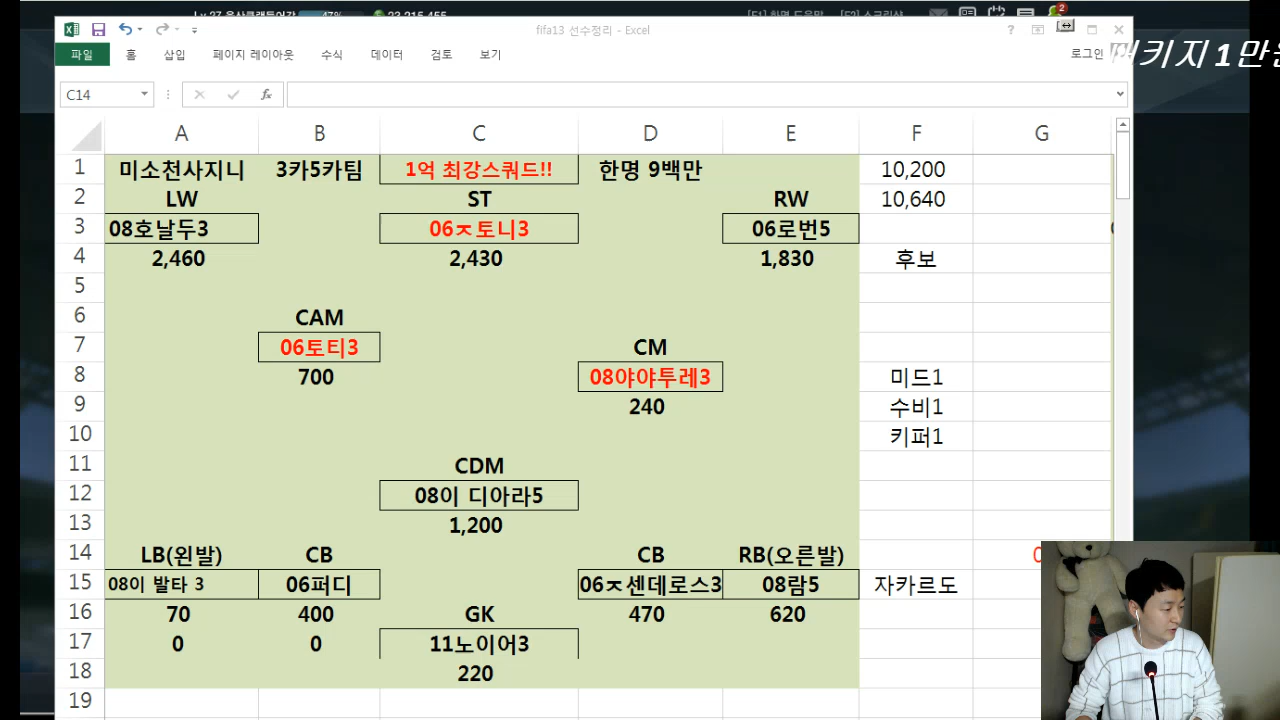 fifa13 선수정리 - Excel
파일 홈 삽입 페이지 레이아웃 수식 데이터 검토 보기 로그인
키지 1만원
C14 fx
A B C D E F G
1 미소천사지니 3카5카팀 1억 최강스쿼드!! 한명 9백만 10,200
2 LW ST RW 10,640
3 08호날두3 06ㅈ토니3 06로번5
4 2,460 2,430 1,830 후보
5
6 CAM
7 06토티3 CM
8 700 08야야투레3 미드1
9 240 수비1
10 키퍼1
11 CDM
12 08이 디아라5
13 1,200
14 LB(왼발) CB CB RB(오른발)
15 08이 발타 3 06퍼디 06ㅈ센데로스3 08람5 자카르도
16 70 400 GK 470 620
17 0 0 11노이어3
18 220
19